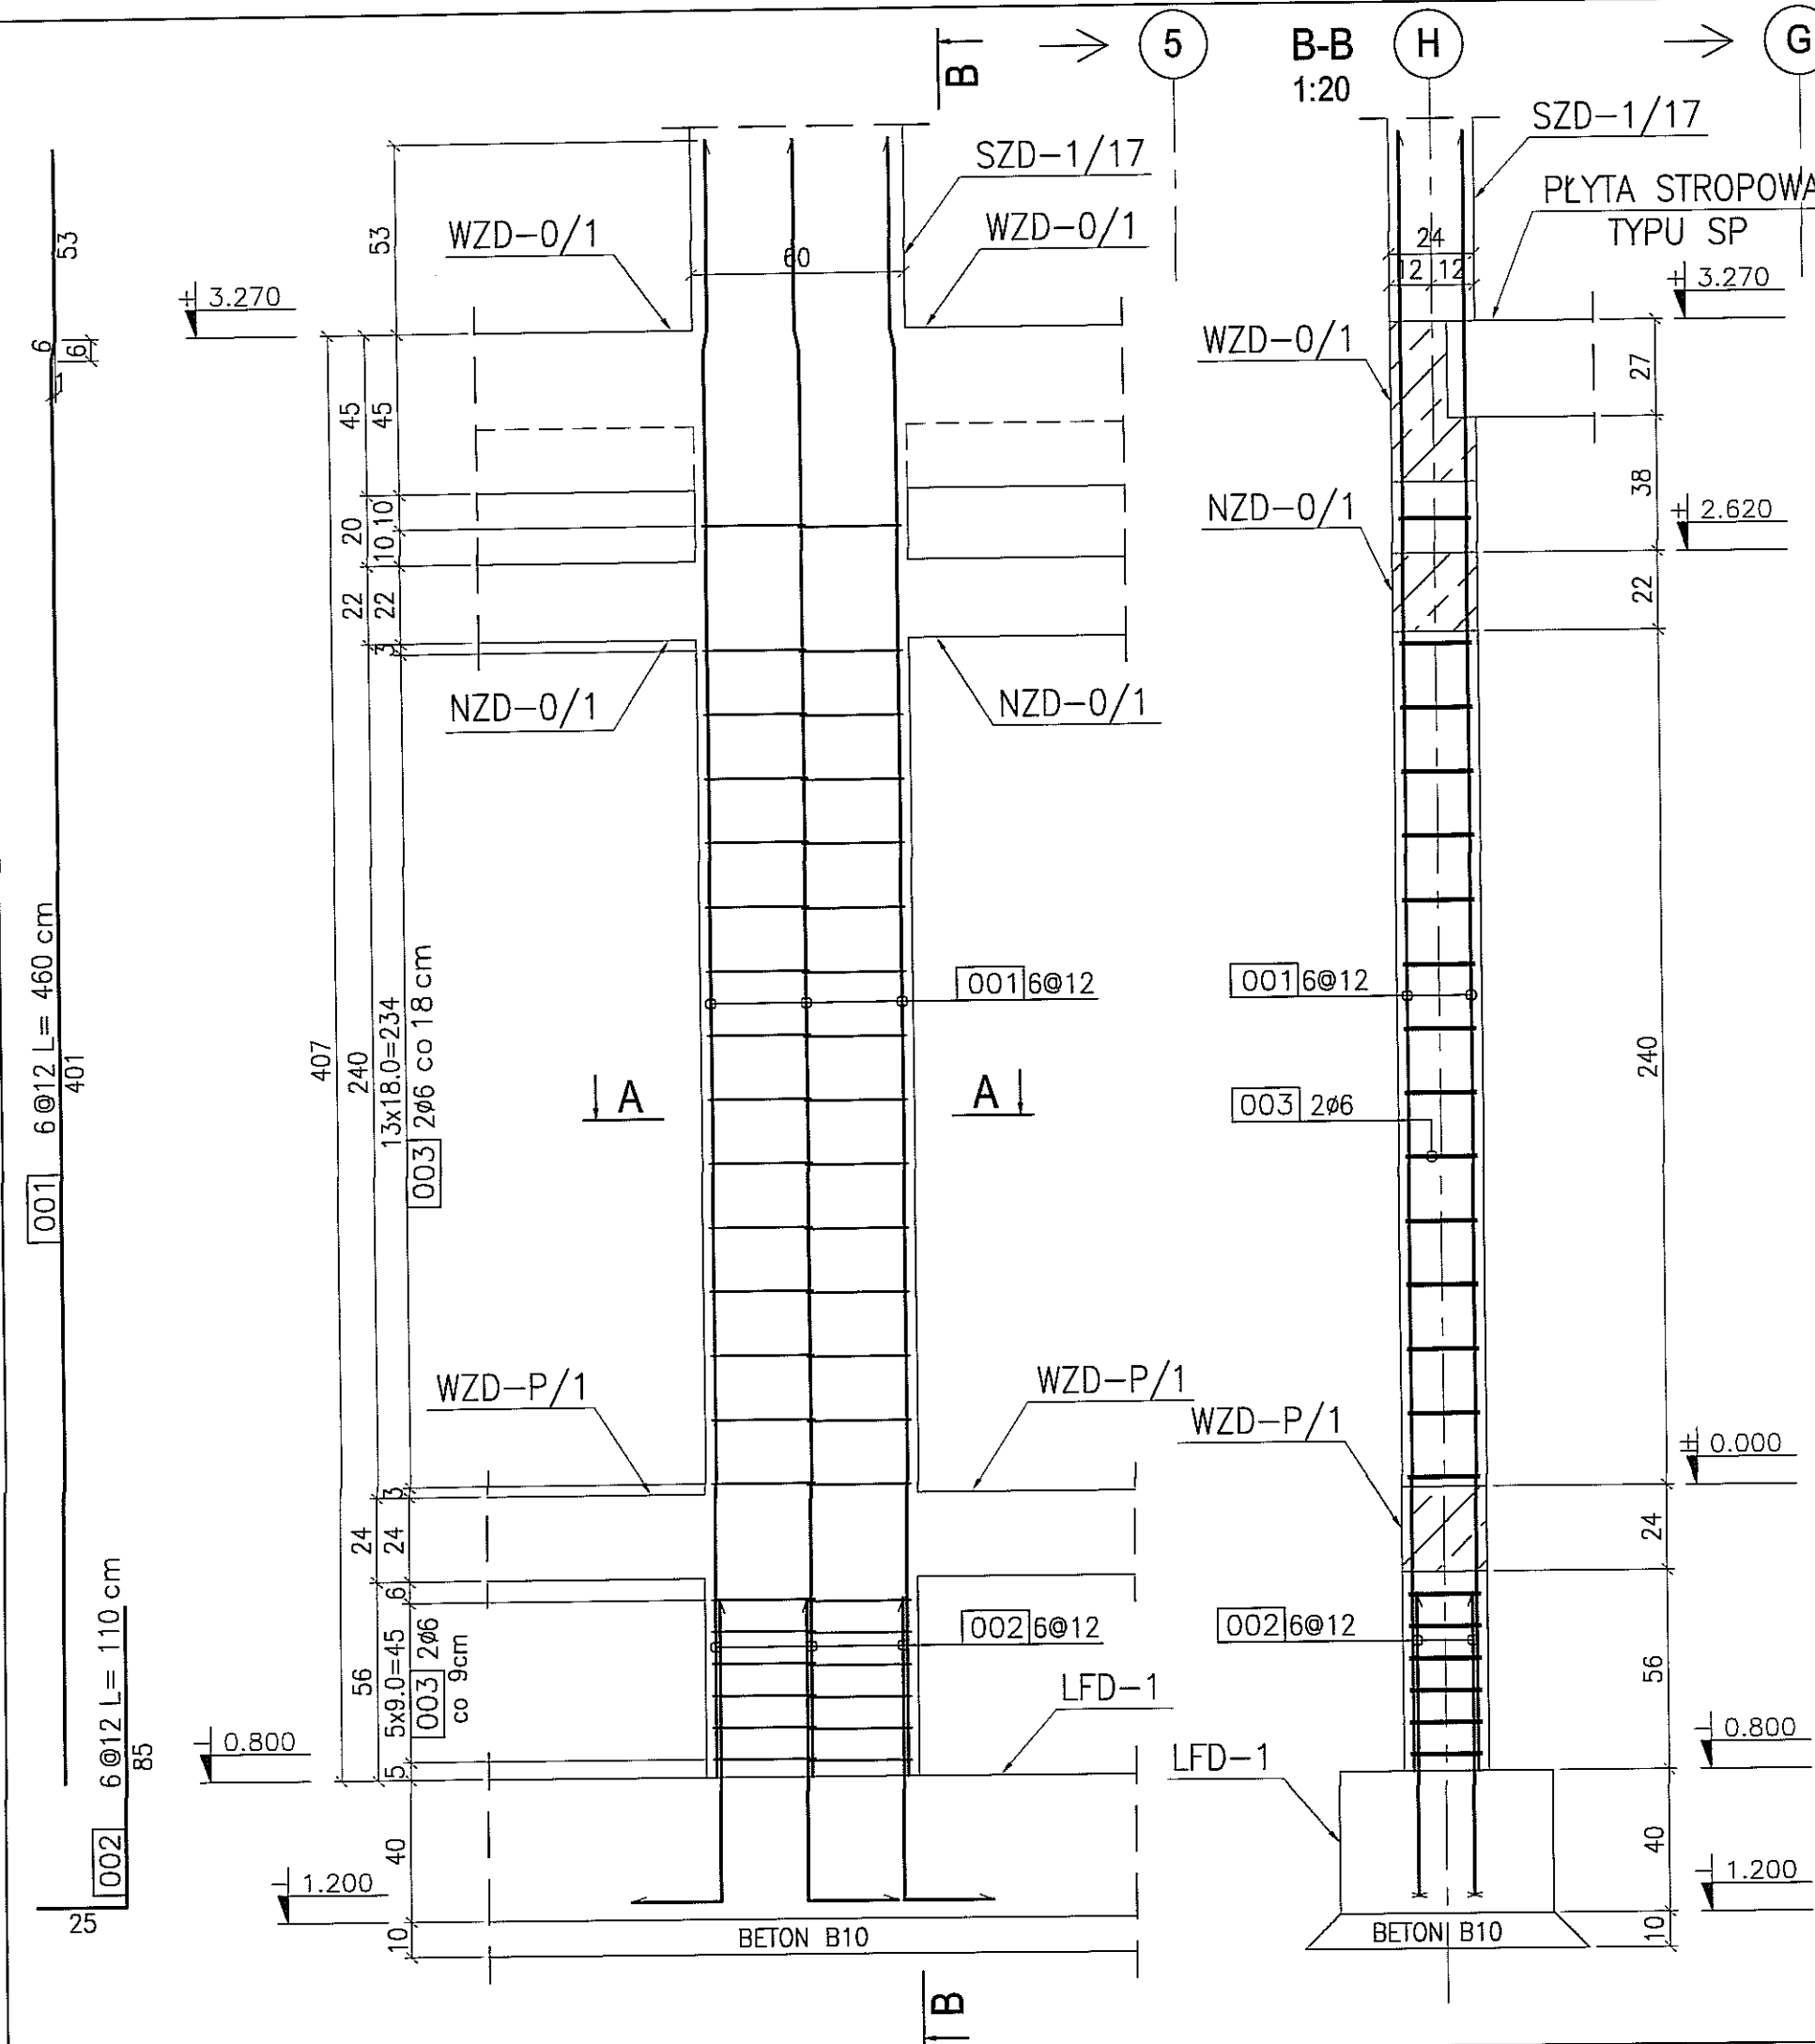 B
5
B-B
1:20
H
G
SZD-1/17
WZD-0/1
WZD-0/1
60
53
+ 3.270
SZD-1/17
PŁYTA STROPOWA
TYPU SP
24
12 12
+ 3.270
53
6
6
1
45
45
20
10
10
22
22
3
NZD-0/1
NZD-0/1
WZD-0/1
NZD-0/1
27
38
+ 2.620
22
001 6@12 L= 460 cm
401
407
240
13x18.0=234
003 2ø6 co 18 cm
001 6@12
001 6@12
003 2ø6
240
A
A
WZD-P/1
WZD-P/1
WZD-P/1
± 0.000
3
24
24
6
56
5x9.0=45
003 2ø6
co 9cm
5
002 6@12
002 6@12
24
56
LFD-1
LFD-1
- 0.800
- 0.800
002 6@12 L= 110 cm
85
25
40
- 1.200
10
BETON B10
BETON B10
40
- 1.200
10
B